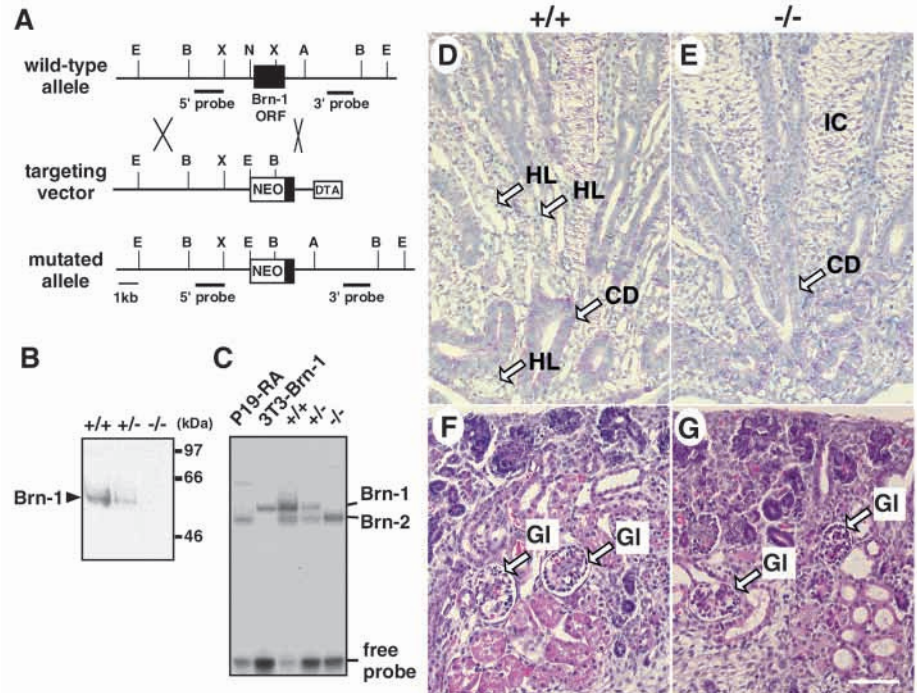 A
E B X N X A B E
wild-type allele
5' probe
Brn-1 ORF
3' probe
E B X E B
targeting vector
NEO
DTA
E B X E B A B E
mutated allele
NEO
1kb
5' probe
3' probe
B
+/+ +/- -/- (kDa)
97
66
46
Brn-1
C
P19-RA
3T3-Brn-1
+/+
+/-
-/-
Brn-1
Brn-2
free probe
+/+
-/-
D
HL
HL
CD
HL
E
IC
CD
F
Gl
Gl
G
Gl
Gl